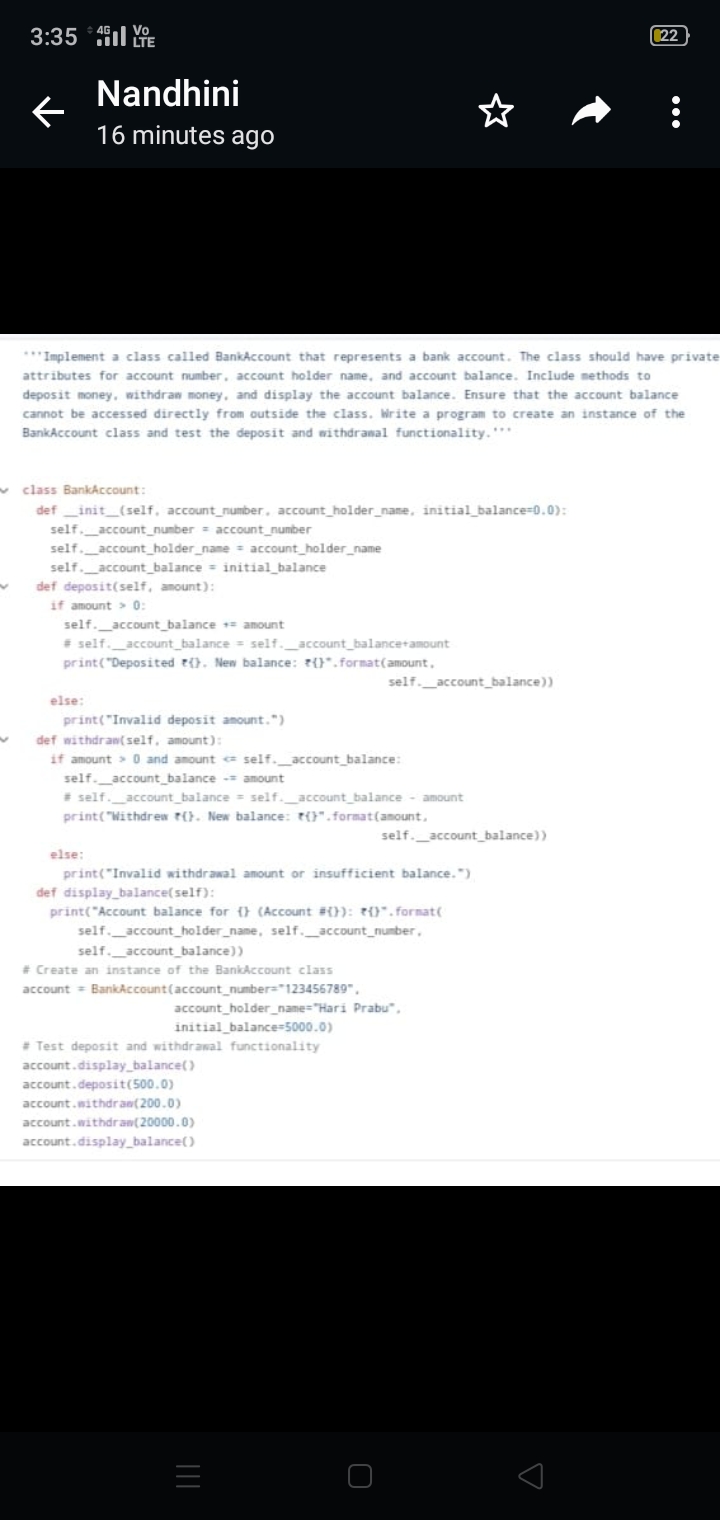 3:35 4G Vo LTE 22
Nandhini
16 minutes ago
'''Implement a class called BankAccount that represents a bank account. The class should have private
attributes for account number, account holder name, and account balance. Include methods to
deposit money, withdraw money, and display the account balance. Ensure that the account balance
cannot be accessed directly from outside the class. Write a program to create an instance of the
BankAccount class and test the deposit and withdrawal functionality.'''
class BankAccount:
  def __init__(self, account_number, account_holder_name, initial_balance=0.0):
    self.__account_number = account_number
    self.__account_holder_name = account_holder_name
    self.__account_balance = initial_balance
  def deposit(self, amount):
    if amount > 0:
      self.__account_balance += amount
      # self.__account_balance = self.__account_balance+amount
      print("Deposited ₹{}. New balance: ₹{}".format(amount,
                                                     self.__account_balance))
    else:
      print("Invalid deposit amount.")
  def withdraw(self, amount):
    if amount > 0 and amount <= self.__account_balance:
      self.__account_balance -= amount
      # self.__account_balance = self.__account_balance - amount
      print("Withdrew ₹{}. New balance: ₹{}".format(amount,
                                                    self.__account_balance))
    else:
      print("Invalid withdrawal amount or insufficient balance.")
  def display_balance(self):
    print("Account balance for {} (Account #{}): ₹{}".format(
        self.__account_holder_name, self.__account_number,
        self.__account_balance))
# Create an instance of the BankAccount class
account = BankAccount(account_number="123456789",
                      account_holder_name="Hari Prabu",
                      initial_balance=5000.0)
# Test deposit and withdrawal functionality
account.display_balance()
account.deposit(500.0)
account.withdraw(200.0)
account.withdraw(20000.0)
account.display_balance()